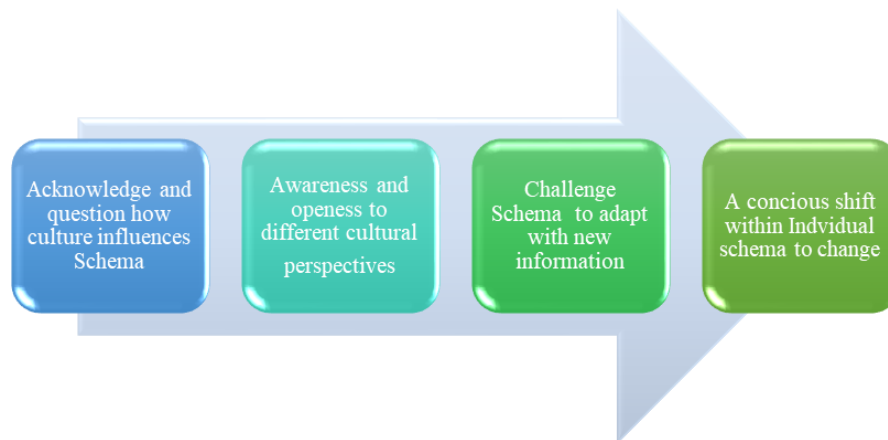 Acknowledge and
question how
culture influences
Schema
Awareness and
openess to
different cultural
perspectives
Challenge
Schema to adapt
with new
information
A concious shift
within Indvidual
schema to change